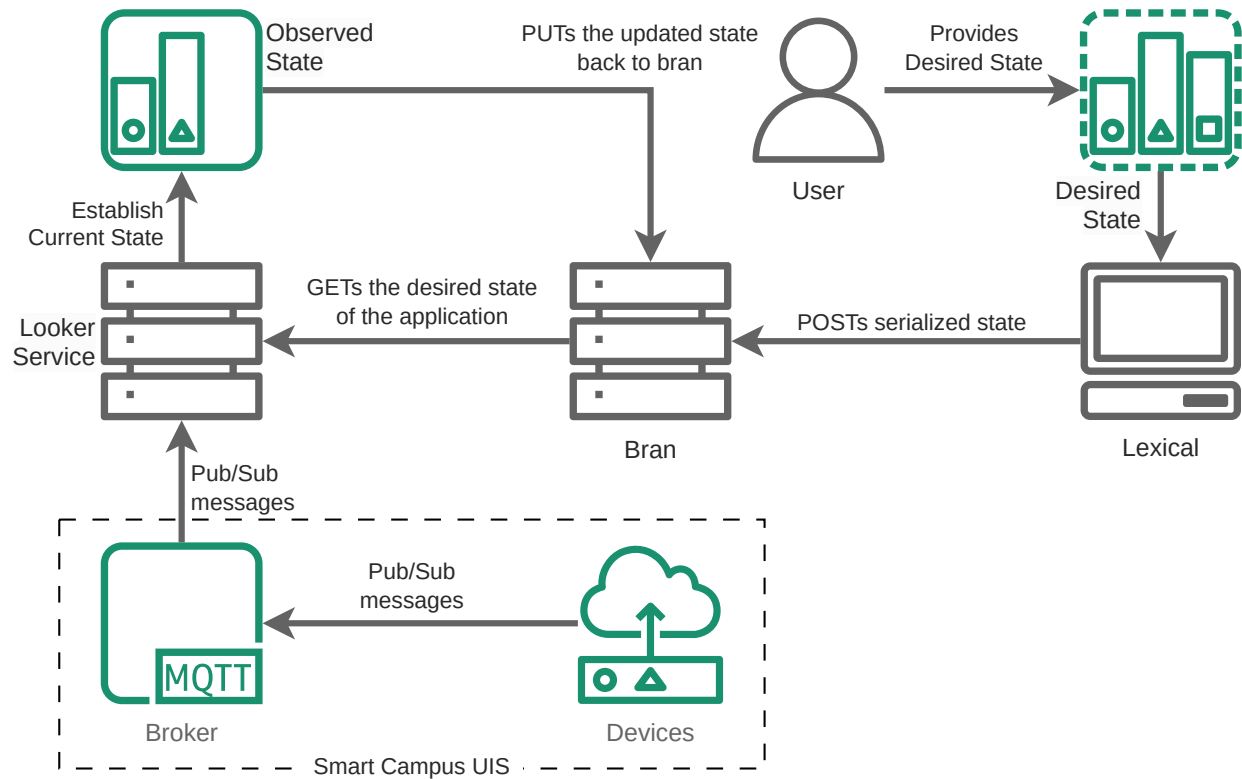 Observed
State
PUTs the updated state
back to bran
Provides
Desired State
User
Desired
State
Establish
Current State
Looker
Service
GETs the desired state
of the application
POSTs serialized state
Bran
Lexical
Pub/Sub
messages
Pub/Sub
messages
MQTT
Broker
Devices
Smart Campus UIS